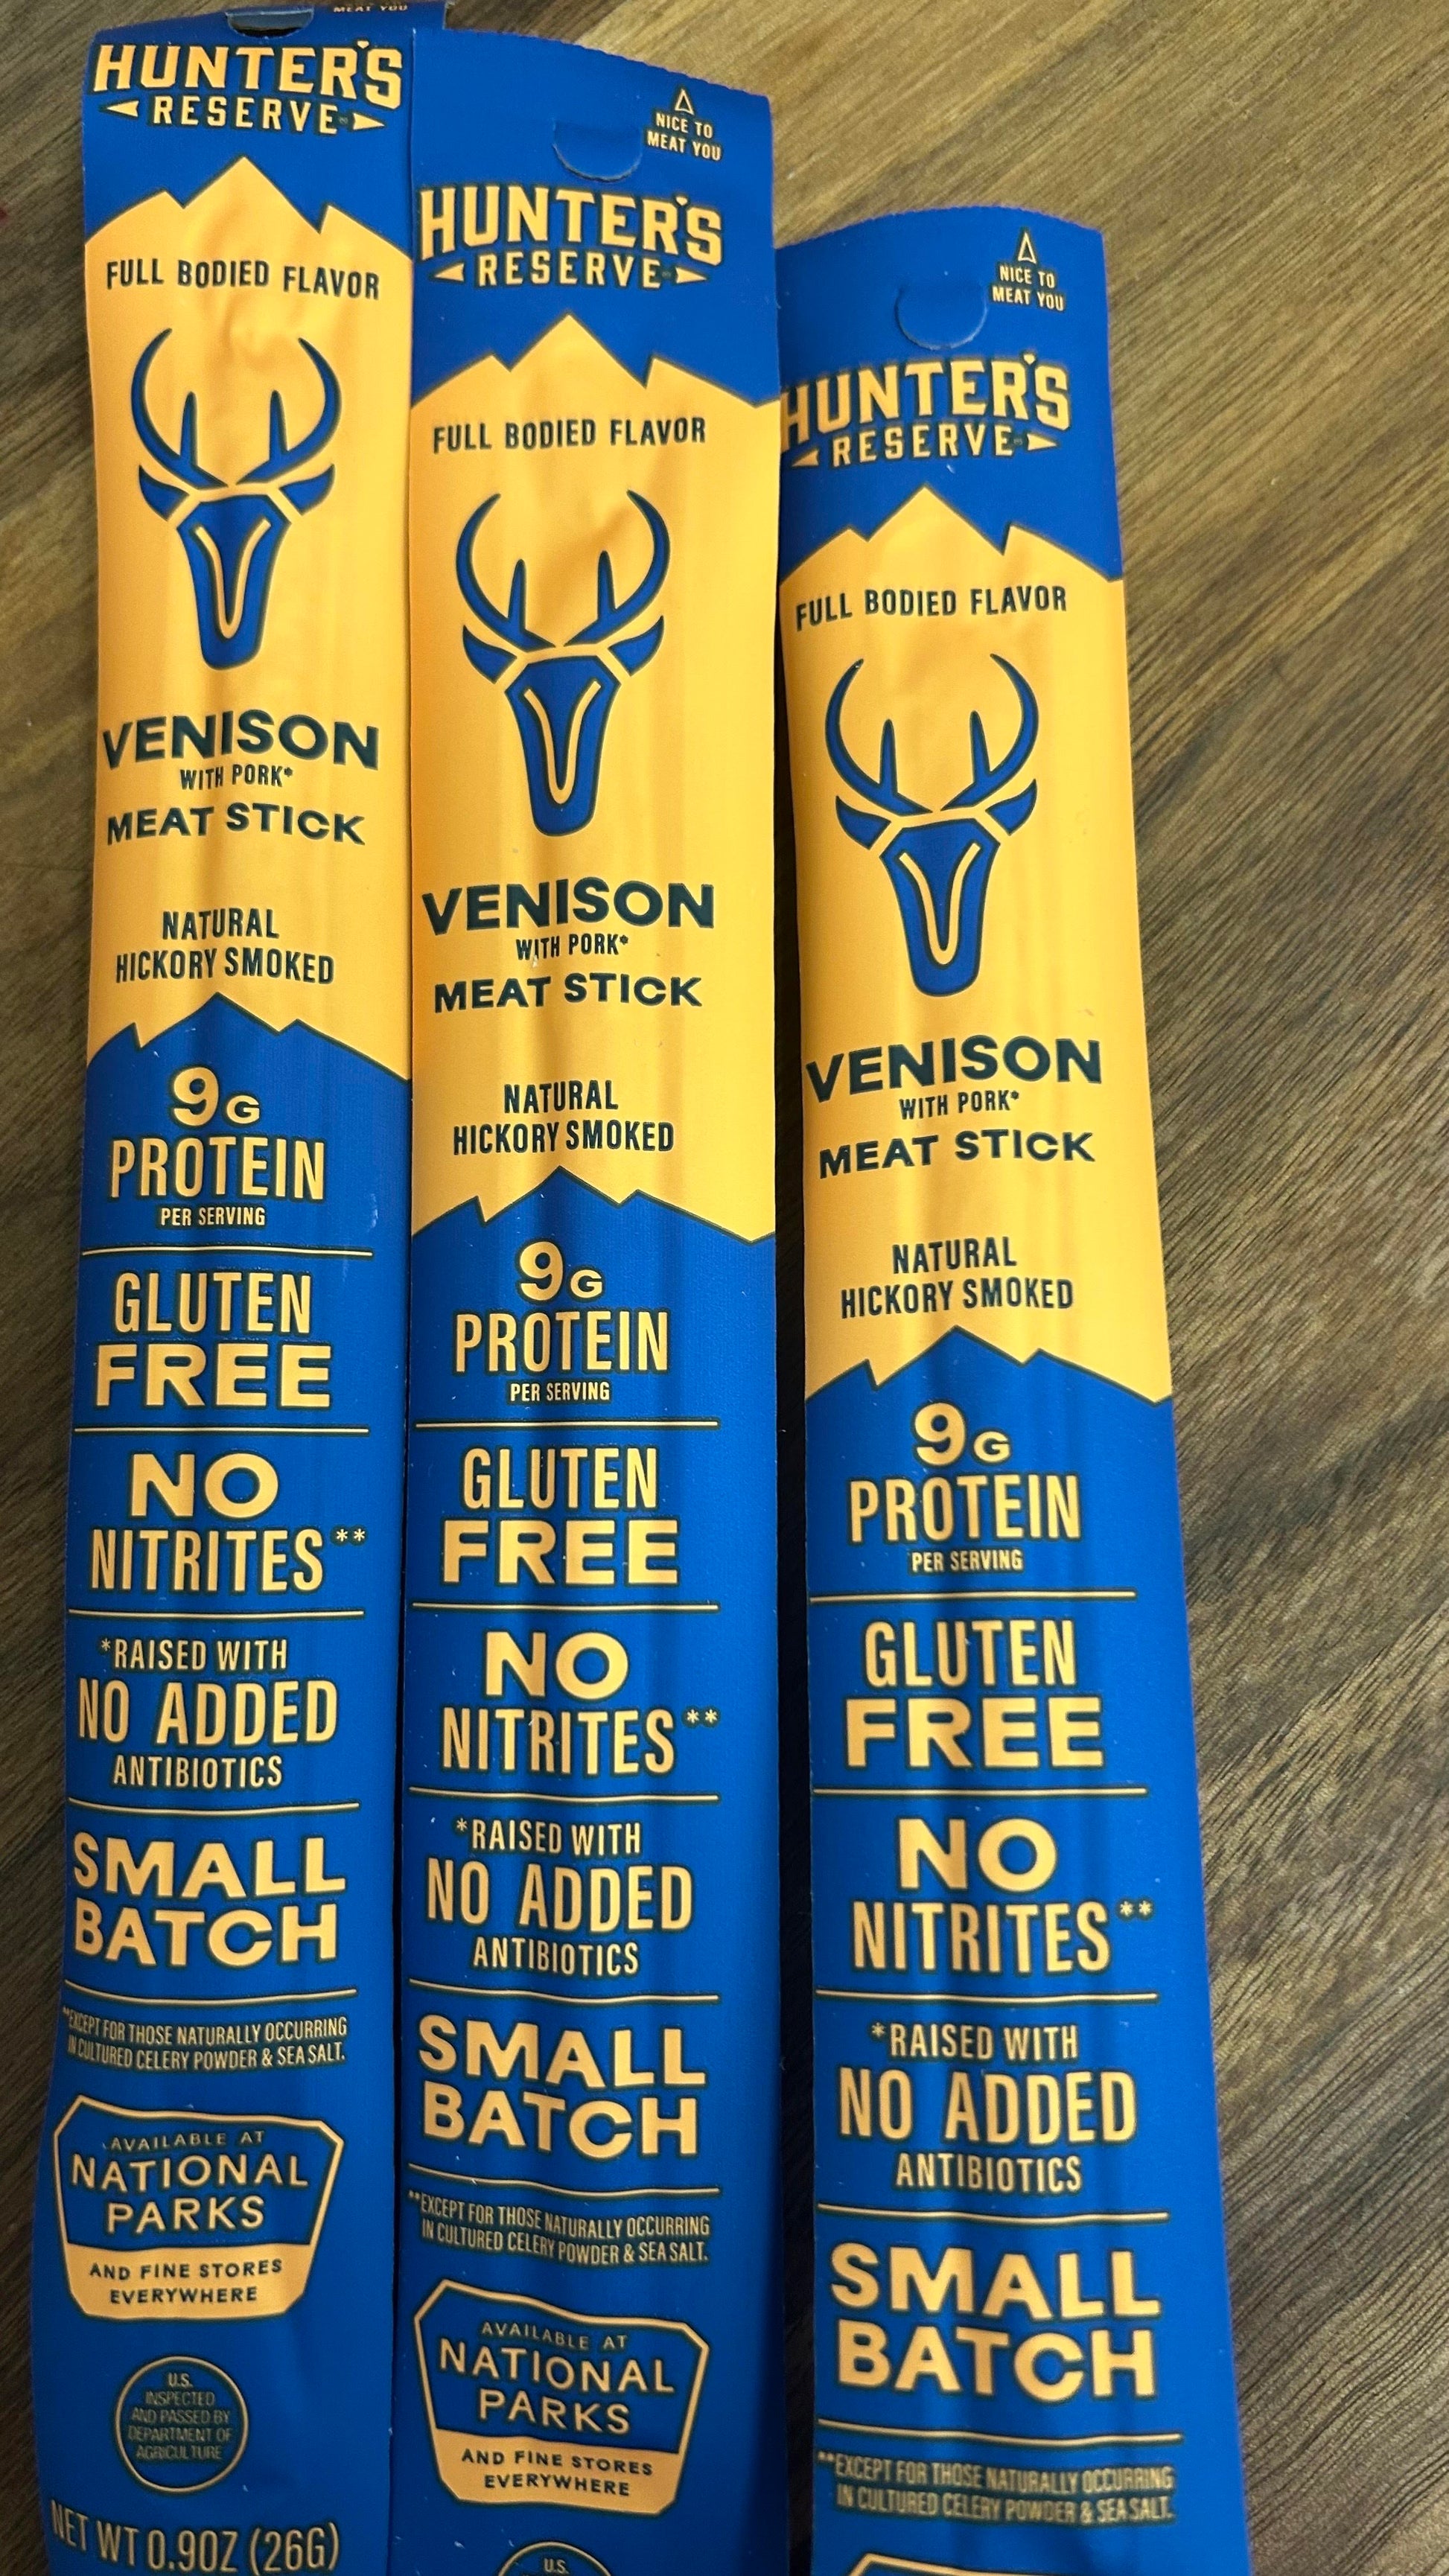 MEAT YOU
HUNTER'S
RESERVE
FULL BODIED FLAVOR
VENISON
WITH PORK*
MEAT STICK
NATURAL
HICKORY SMOKED
9G
PROTEIN
PER SERVING
GLUTEN
FREE
NO
NITRITES**
*RAISED WITH
NO ADDED
ANTIBIOTICS
SMALL
BATCH
**EXCEPT FOR THOSE NATURALLY OCCURRING
IN CULTURED CELERY POWDER & SEA SALT.
AVAILABLE AT
NATIONAL
PARKS
AND FINE STORES
EVERYWHERE
U.S.
INSPECTED
AND PASSED BY
DEPARTMENT OF
AGRICULTURE
NET WT 0.9OZ (26G)
NICE TO
MEAT YOU
HUNTER'S
RESERVE
FULL BODIED FLAVOR
VENISON
WITH PORK*
MEAT STICK
NATURAL
HICKORY SMOKED
9G
PROTEIN
PER SERVING
GLUTEN
FREE
NO
NITRITES**
*RAISED WITH
NO ADDED
ANTIBIOTICS
SMALL
BATCH
**EXCEPT FOR THOSE NATURALLY OCCURRING
IN CULTURED CELERY POWDER & SEA SALT.
AVAILABLE AT
NATIONAL
PARKS
AND FINE STORES
EVERYWHERE
U.S.
NICE TO
MEAT YOU
HUNTER'S
RESERVE
FULL BODIED FLAVOR
VENISON
WITH PORK*
MEAT STICK
NATURAL
HICKORY SMOKED
9G
PROTEIN
PER SERVING
GLUTEN
FREE
NO
NITRITES**
*RAISED WITH
NO ADDED
ANTIBIOTICS
SMALL
BATCH
**EXCEPT FOR THOSE NATURALLY OCCURRING
IN CULTURED CELERY POWDER & SEA SALT.